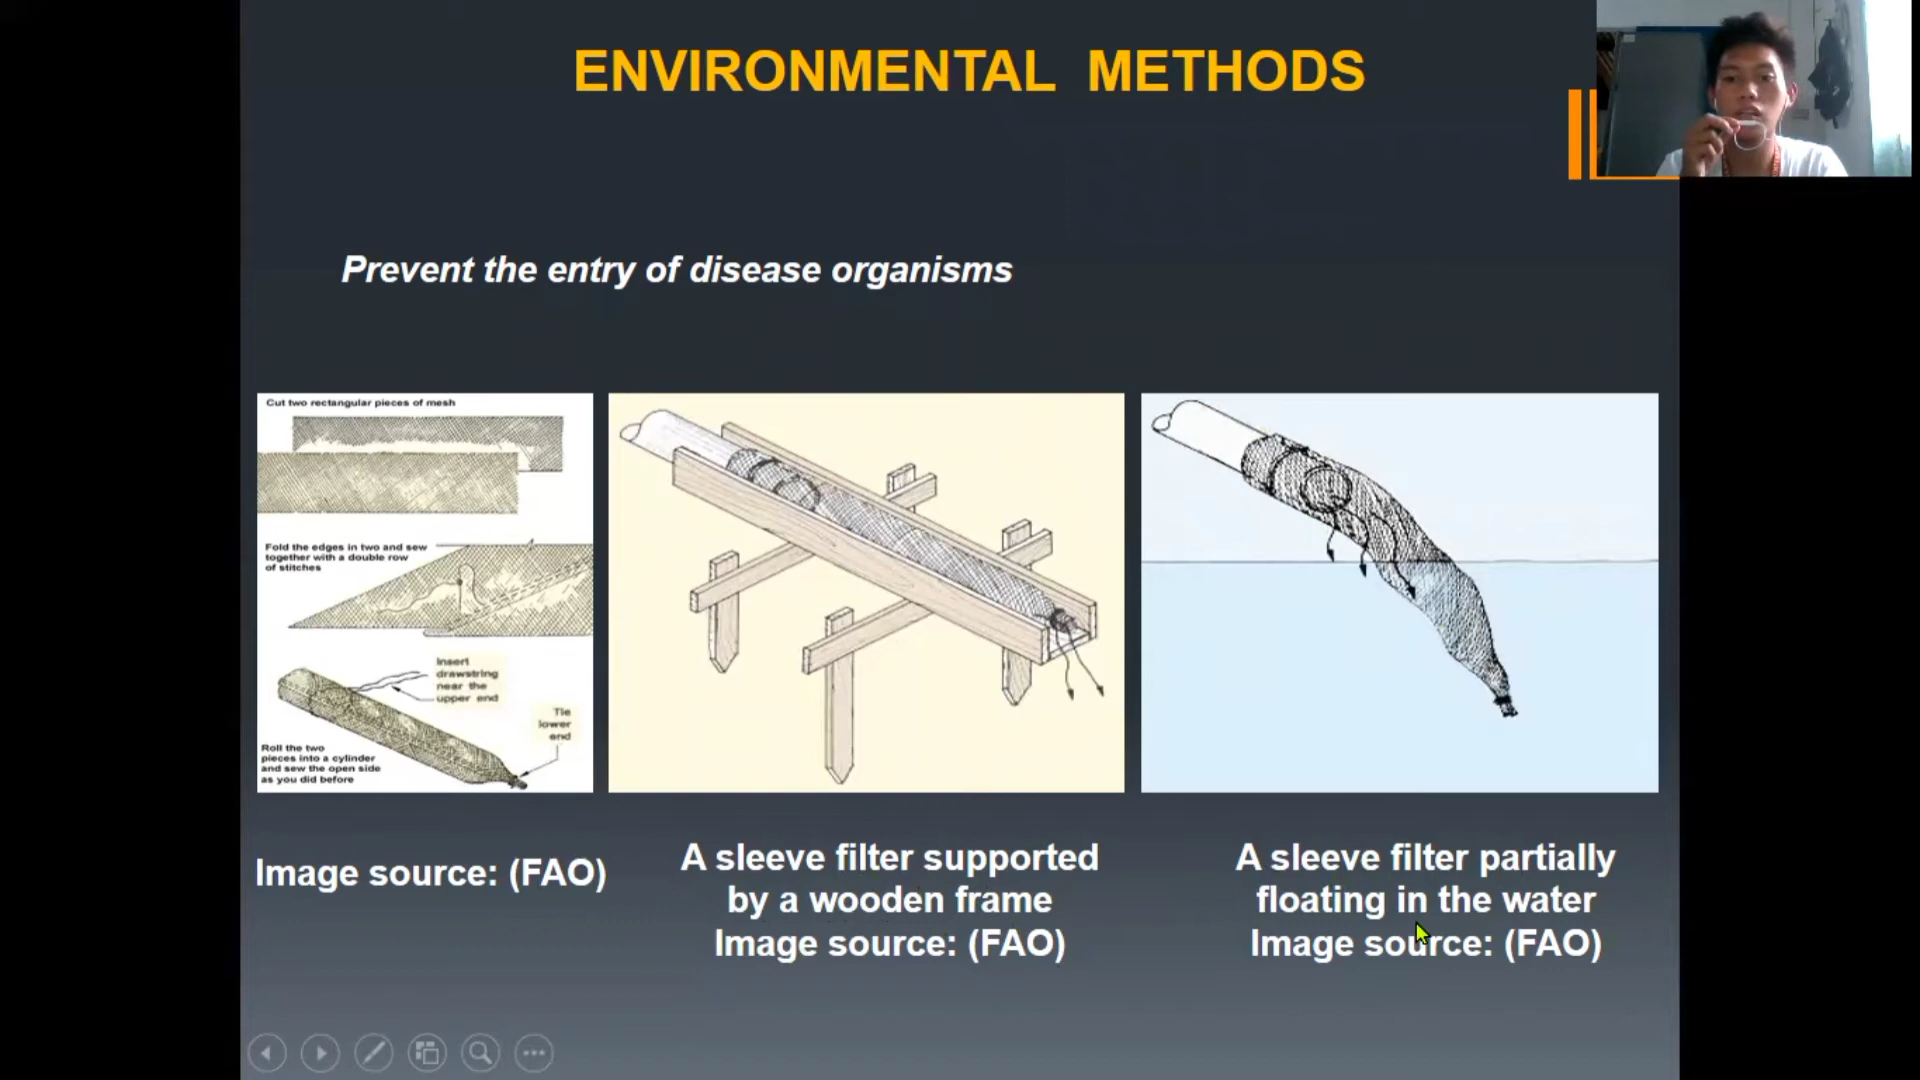 ENVIRONMENTAL METHODS
Prevent the entry of disease organisms
Cut two rectangular pieces of mesh
Fold the edges in two and sew
together with a double row
of stitches
Insert
drawstring
near the
upper end
Tie
lower
end
Roll the two
pieces into a cylinder
and sew the open side
as you did before
Image source: (FAO)
A sleeve filter supported
by a wooden frame
Image source: (FAO)
A sleeve filter partially
floating in the water
Image source: (FAO)